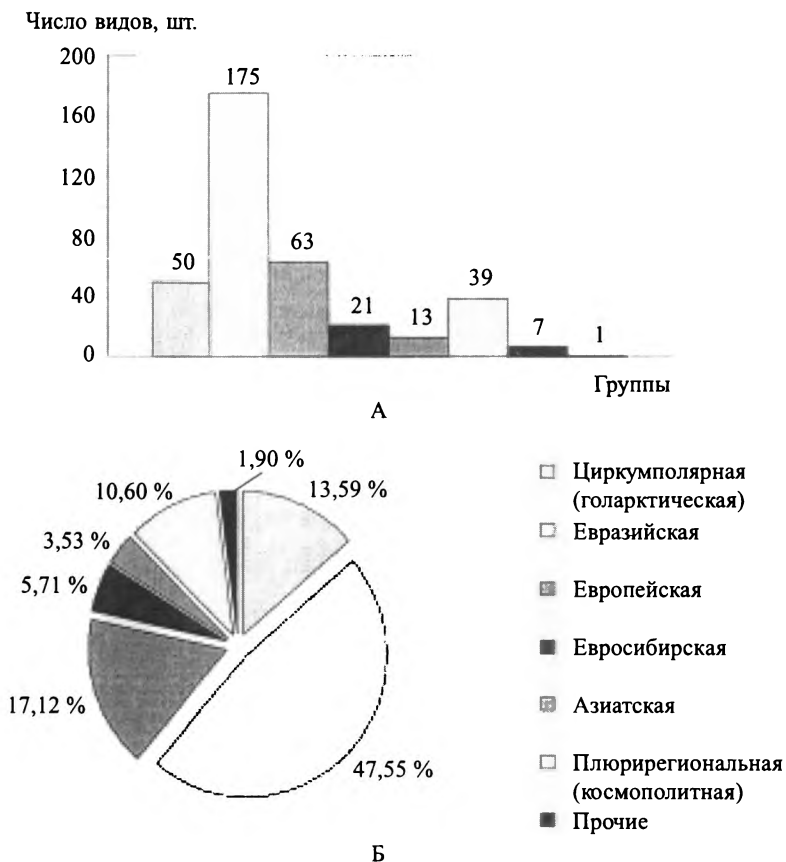 Число видов, шт.
200
160
120
80
40
0
50
175
63
21
13
39
7
1
Группы
А
1,90 %
10,60 %
13,59 %
3,53 %
5,71 %
17,12 %
47,55 %
Циркумполярная
(голарктическая)
Евразийская
Европейская
Евросибирская
Азиатская
Плюрирегиональная
(космополитная)
Прочие
Б